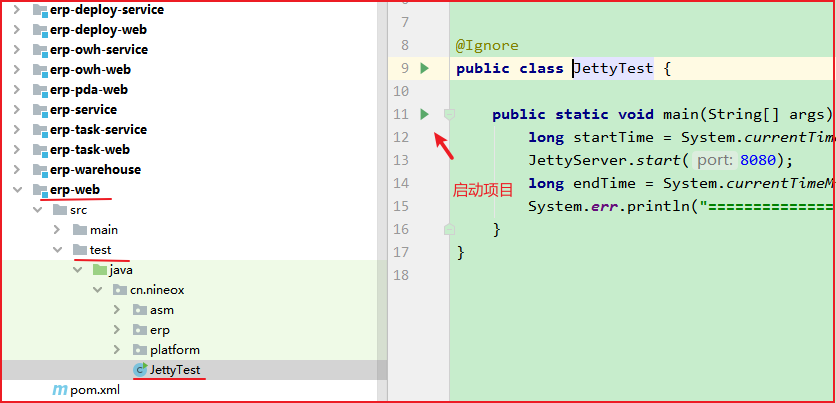 erp-deploy-service
erp-deploy-web
erp-owh-service
erp-owh-web
erp-pda-web
erp-service
erp-task-service
erp-task-web
erp-warehouse
erp-web
src
main
test
java
cn.nineox
asm
erp
platform
JettyTest
pom.xml
7
8 @Ignore
9 public class JettyTest {
10
11 public static void main(String[] args)
12 long startTime = System.currentTim
13 JettyServer.start( port: 8080);
14 long endTime = System.currentTimeM
15 System.err.println("==============
16 }
17 }
18
启动项目